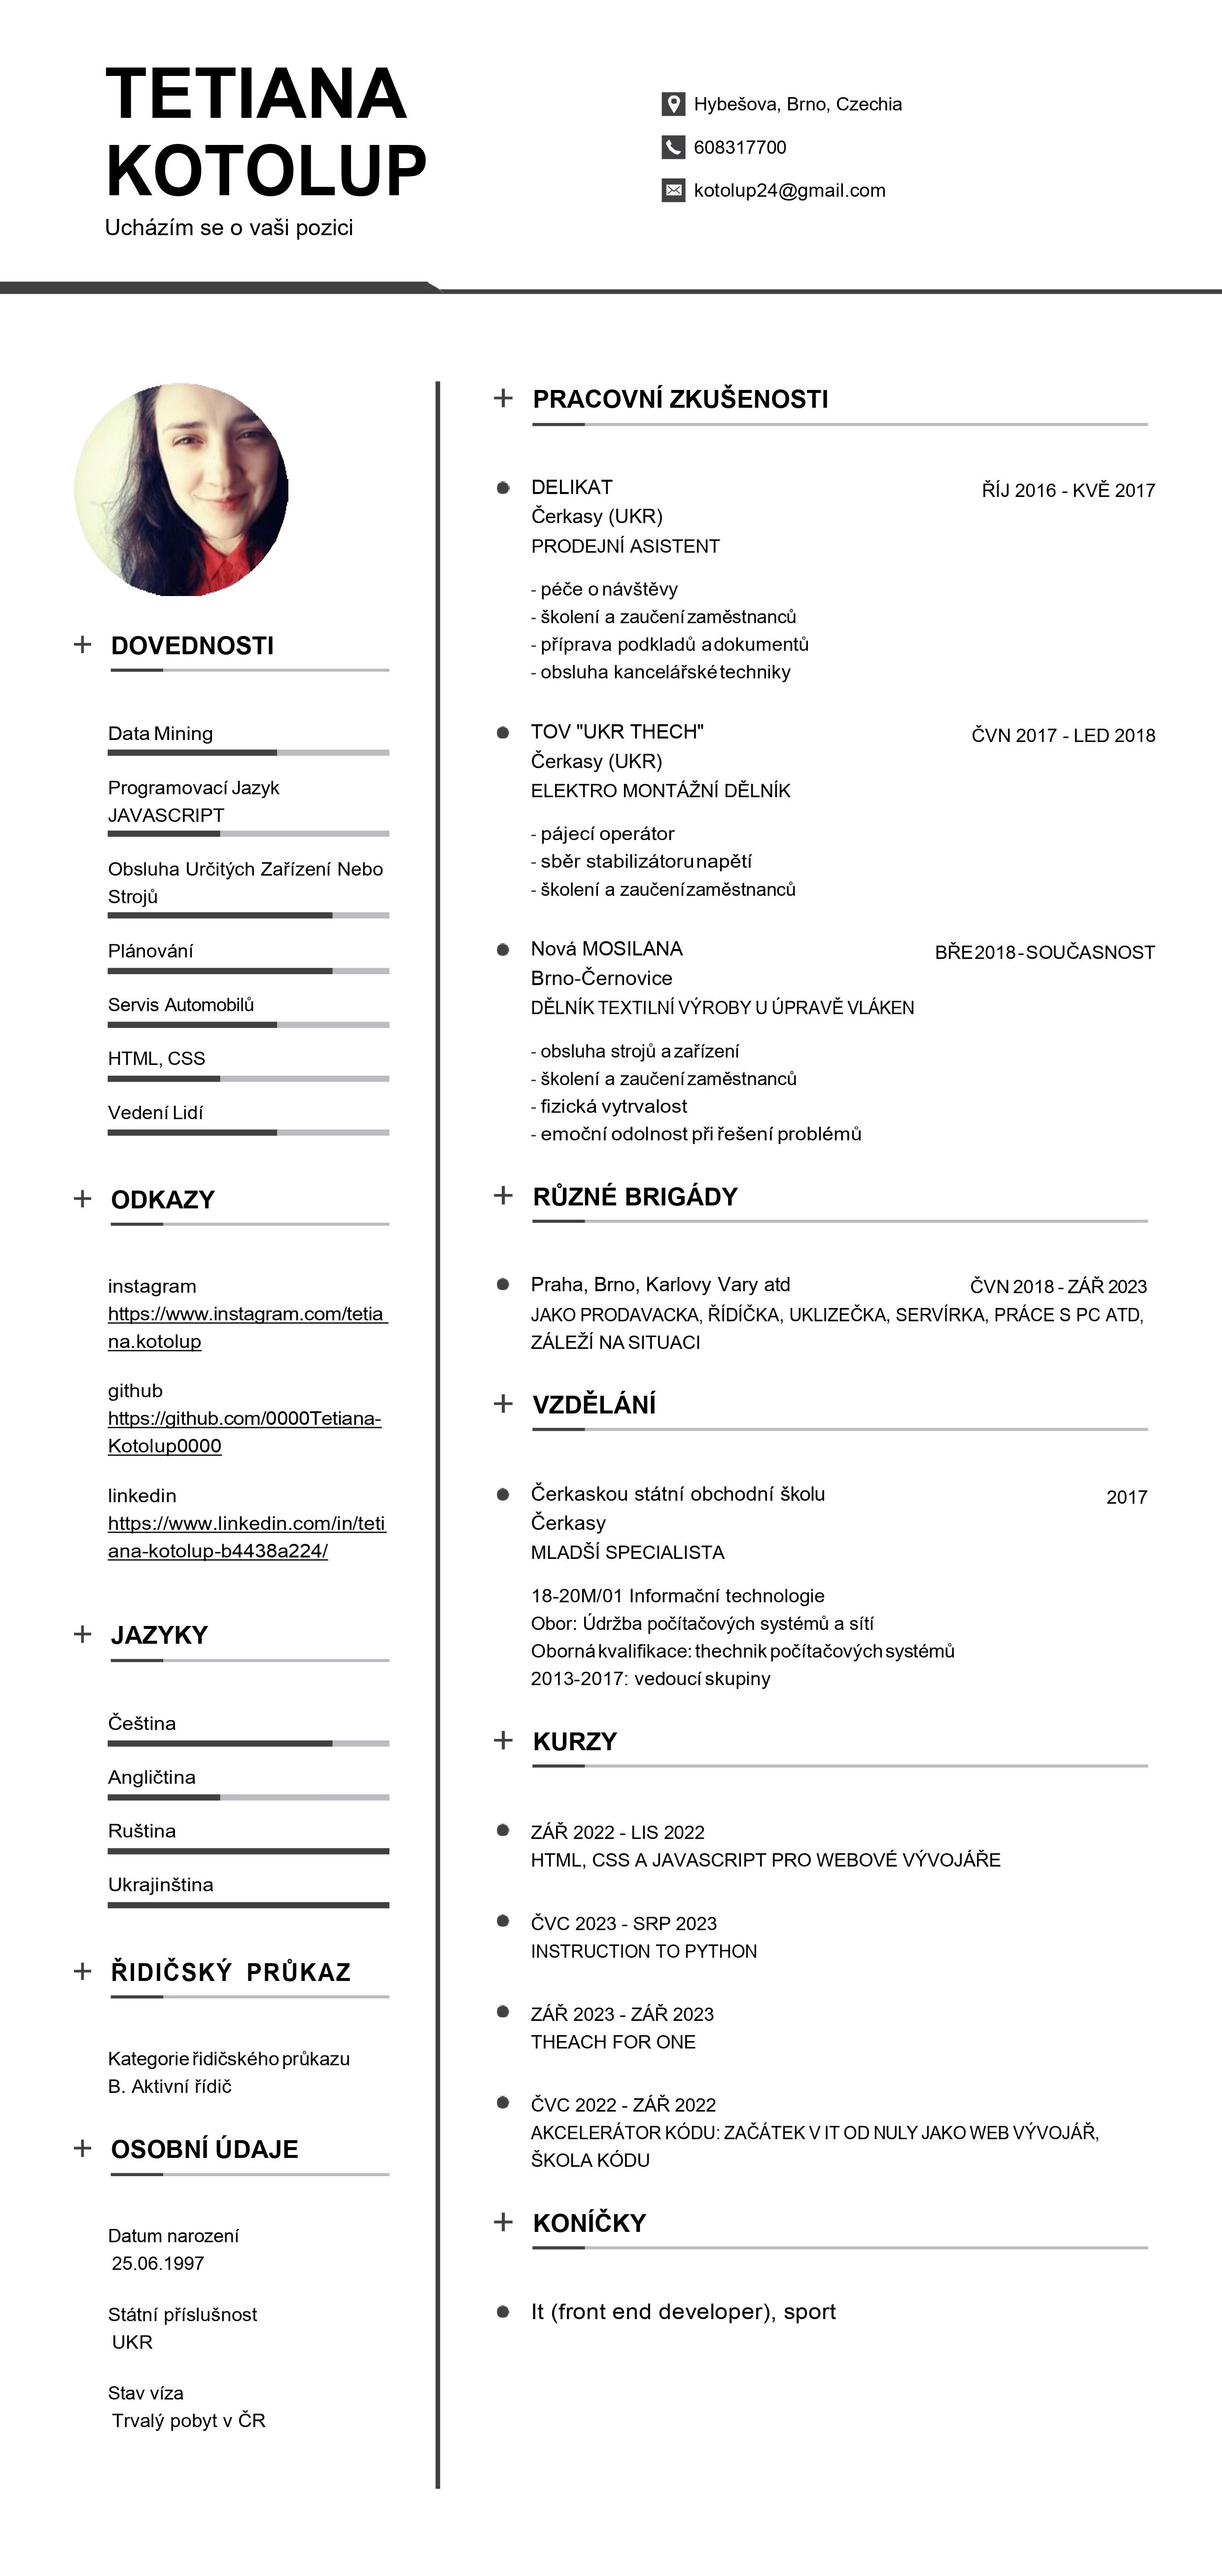 TETIANA
KOTOLUP
Ucházím se o vaši pozici
Hybešova, Brno, Czechia
608317700
kotolup24@gmail.com
DOVEDNOSTI
Data Mining
Programovací Jazyk
JAVASCRIPT
Obsluha Určitých Zařízení Nebo
Strojů
Plánování
Servis Automobilů
HTML, CSS
Vedení Lidí
ODKAZY
instagram
https://www.instagram.com/tetia
na.kotolup
github
https://github.com/0000Tetiana-
Kotolup0000
linkedin
https://www.linkedin.com/in/teti
ana-kotolup-b4438a224/
JAZYKY
Čeština
Angličtina
Ruština
Ukrajinština
ŘIDIČSKÝ PRŮKAZ
Kategorie řidičského průkazu
B. Aktivní řídič
OSOBNÍ ÚDAJE
Datum narození
25.06.1997
Státní příslušnost
UKR
Stav víza
Trvalý pobyt v ČR
PRACOVNÍ ZKUŠENOSTI
DELIKAT ŘÍJ 2016 - KVĚ 2017
Čerkasy (UKR)
PRODEJNÍ ASISTENT
- péče o návštěvy
- školení a zaučení zaměstnanců
- příprava podkladů a dokumentů
- obsluha kancelářské techniky
TOV "UKR THECH" ČVN 2017 - LED 2018
Čerkasy (UKR)
ELEKTRO MONTÁŽNÍ DĚLNÍK
- pájecí operátor
- sběr stabilizátoru napětí
- školení a zaučení zaměstnanců
Nová MOSILANA BŘE 2018 - SOUČASNOST
Brno-Černovice
DĚLNÍK TEXTILNÍ VÝROBY U ÚPRAVĚ VLÁKEN
- obsluha strojů a zařízení
- školení a zaučení zaměstnanců
- fizická vytrvalost
- emoční odolnost při řešení problémů
RŮZNÉ BRIGÁDY
Praha, Brno, Karlovy Vary atd ČVN 2018 - ZÁŘ 2023
JAKO PRODAVACKA, ŘÍDÍČKA, UKLIZEČKA, SERVÍRKA, PRÁCE S PC ATD,
ZÁLEŽÍ NA SITUACI
VZDĚLÁNÍ
Čerkaskou státní obchodní školu 2017
Čerkasy
MLADŠÍ SPECIALISTA
18-20M/01 Informační technologie
Obor: Údržba počítačových systémů a sítí
Oborná kvalifikace: thechnik počítačových systémů
2013-2017: vedoucí skupiny
KURZY
ZÁŘ 2022 - LIS 2022
HTML, CSS A JAVASCRIPT PRO WEBOVÉ VÝVOJÁŘE
ČVC 2023 - SRP 2023
INSTRUCTION TO PYTHON
ZÁŘ 2023 - ZÁŘ 2023
THEACH FOR ONE
ČVC 2022 - ZÁŘ 2022
AKCELERÁTOR KÓDU: ZAČÁTEK V IT OD NULY JAKO WEB VÝVOJÁŘ,
ŠKOLA KÓDU
KONÍČKY
It (front end developer), sport